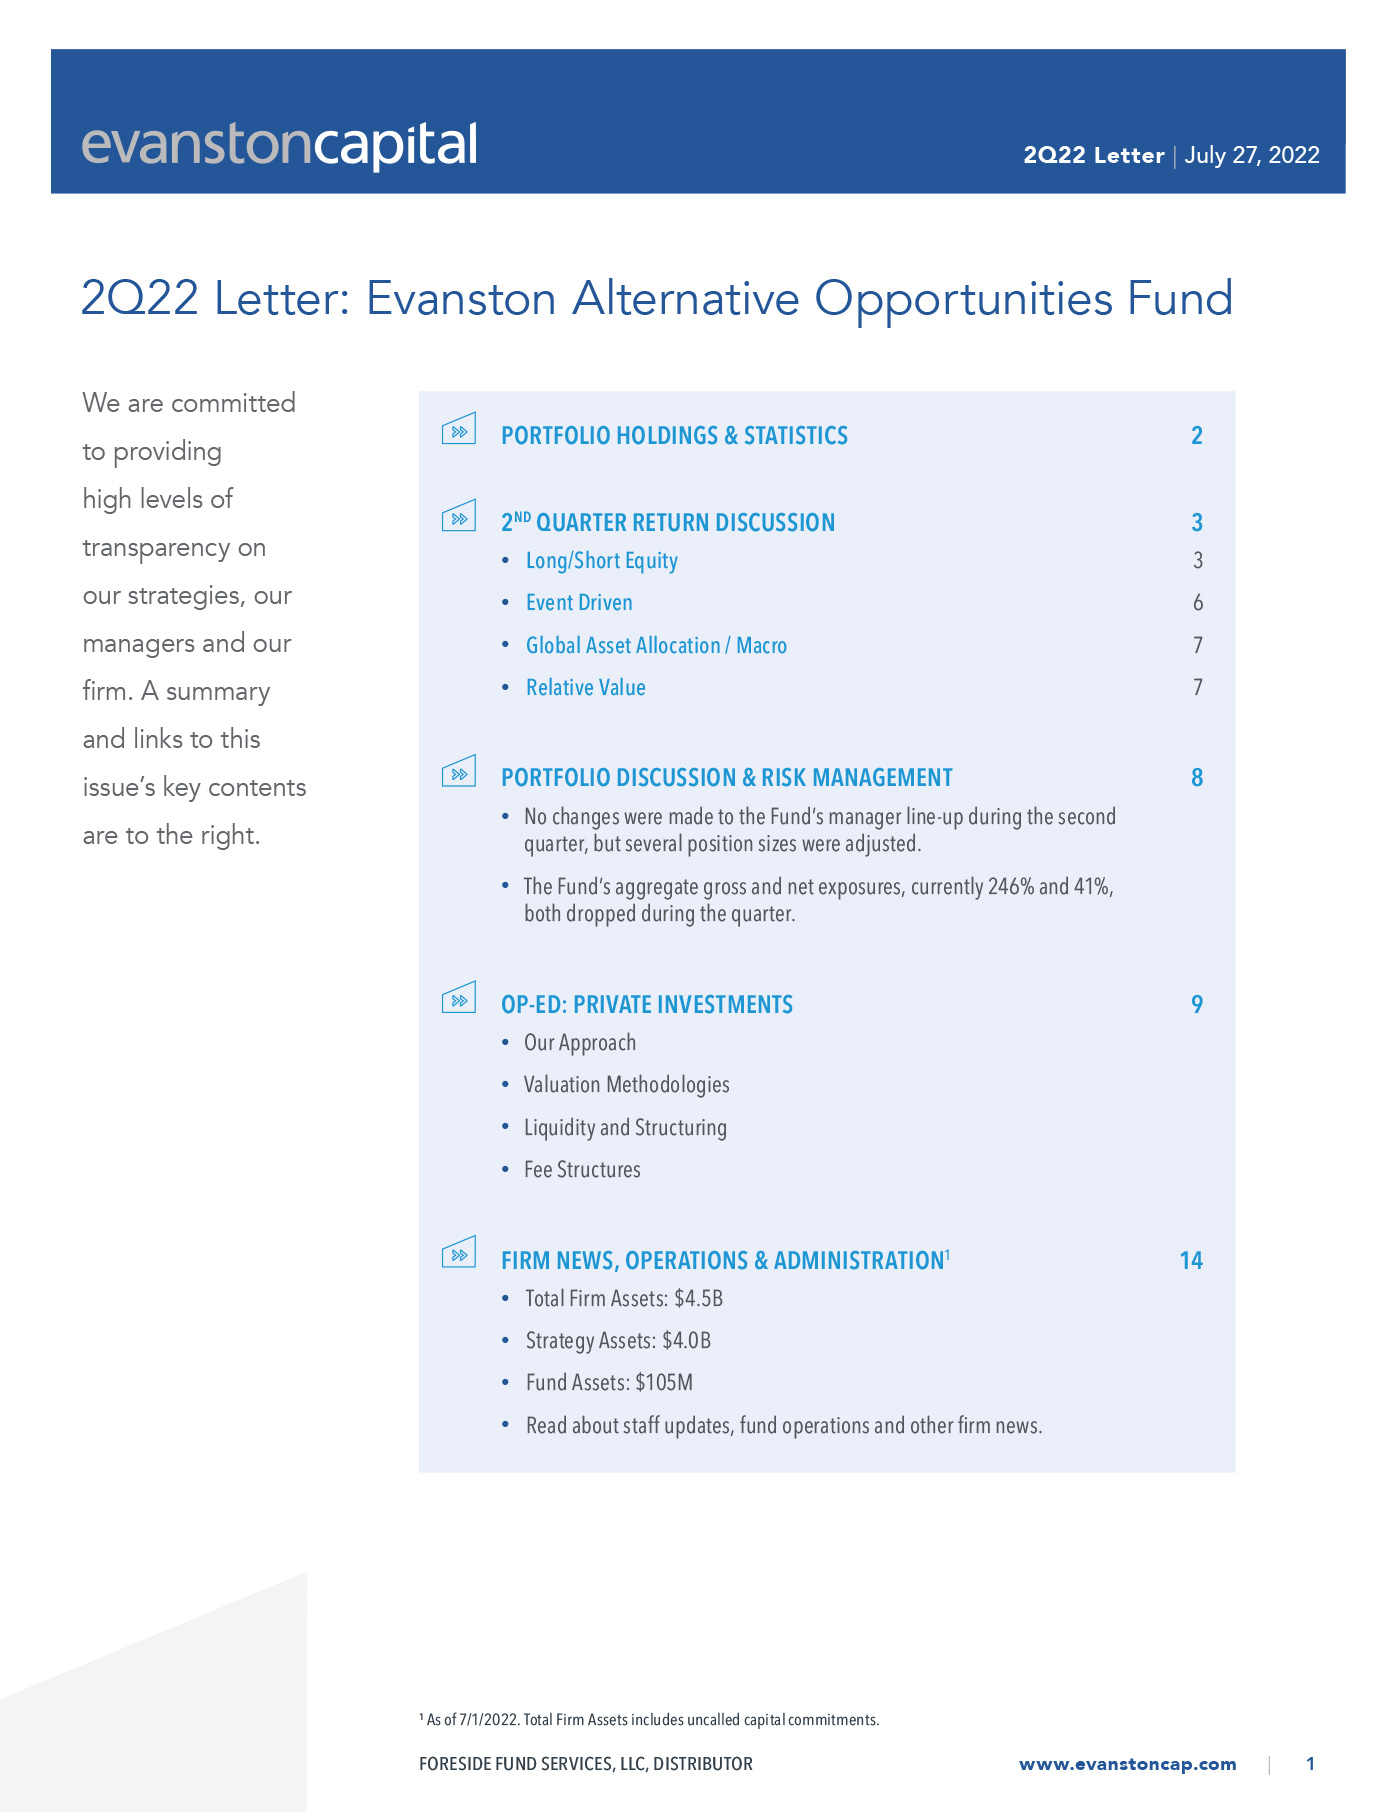 evanstoncapital
2Q22 Letter | July 27, 2022
2Q22 Letter: Evanston Alternative Opportunities Fund
We are committed
to providing
high levels of
transparency on
our strategies, our
managers and our
firm. A summary
and links to this
issue's key contents
are to the right.
PORTFOLIO HOLDINGS & STATISTICS 2
2ND QUARTER RETURN DISCUSSION 3
• Long/Short Equity 3
• Event Driven 6
• Global Asset Allocation / Macro 7
• Relative Value 7
PORTFOLIO DISCUSSION & RISK MANAGEMENT 8
• No changes were made to the Fund's manager line-up during the second
quarter, but several position sizes were adjusted.
• The Fund's aggregate gross and net exposures, currently 246% and 41%,
both dropped during the quarter.
OP-ED: PRIVATE INVESTMENTS 9
• Our Approach
• Valuation Methodologies
• Liquidity and Structuring
• Fee Structures
FIRM NEWS, OPERATIONS & ADMINISTRATION1 14
• Total Firm Assets: $4.5B
• Strategy Assets: $4.0B
• Fund Assets: $105M
• Read about staff updates, fund operations and other firm news.
1 As of 7/1/2022. Total Firm Assets includes uncalled capital commitments.
FORESIDE FUND SERVICES, LLC, DISTRIBUTOR www.evanstoncap.com | 1